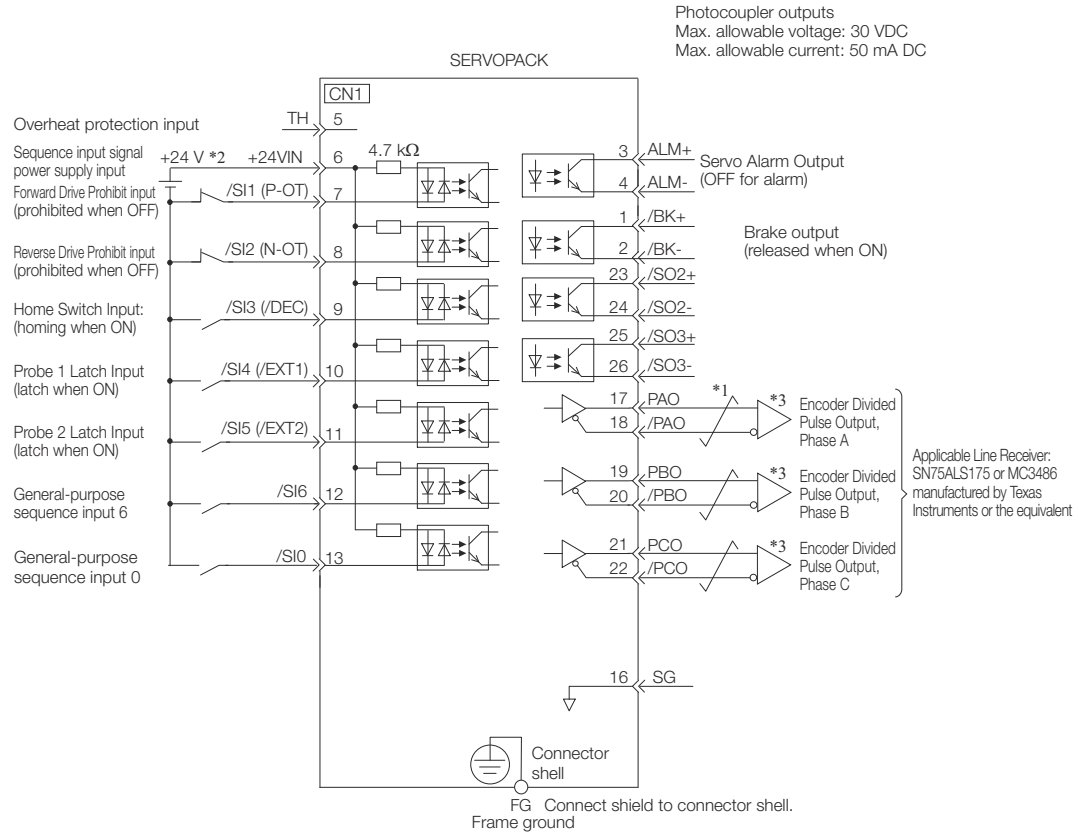 Photocoupler outputs
Max. allowable voltage: 30 VDC
Max. allowable current: 50 mA DC
SERVOPACK
CN1
Overheat protection input
TH
5
Sequence input signal
power supply input
+24 V *2
+24VIN
6
4.7 kΩ
Forward Drive Prohibit input
(prohibited when OFF)
/SI1 (P-OT)
7
Reverse Drive Prohibit input
(prohibited when OFF)
/SI2 (N-OT)
8
Home Switch Input:
(homing when ON)
/SI3 (/DEC)
9
Probe 1 Latch Input
(latch when ON)
/SI4 (/EXT1)
10
Probe 2 Latch Input
(latch when ON)
/SI5 (/EXT2)
11
General-purpose
sequence input 6
/SI6
12
General-purpose
sequence input 0
/SI0
13
3
ALM+
4
ALM-
Servo Alarm Output
(OFF for alarm)
1
/BK+
2
/BK-
Brake output
(released when ON)
23
/SO2+
24
/SO2-
25
/SO3+
26
/SO3-
17
PAO
18
/PAO
*1
*3
Encoder Divided
Pulse Output,
Phase A
19
PBO
20
/PBO
*3
Encoder Divided
Pulse Output,
Phase B
21
PCO
22
/PCO
*3
Encoder Divided
Pulse Output,
Phase C
Applicable Line Receiver:
SN75ALS175 or MC3486
manufactured by Texas
Instruments or the equivalent
16
SG
Connector
shell
FG
Connect shield to connector shell.
Frame ground